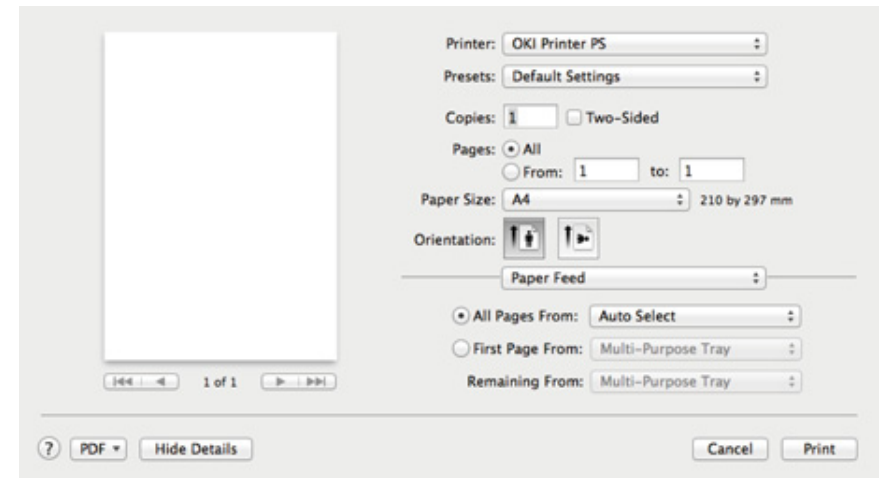 Printer: OKI Printer PS
Presets: Default Settings
Copies: 1 Two-Sided
Pages: All
From: 1 to: 1
Paper Size: A4 210 by 297 mm
Orientation:
Paper Feed
All Pages From: Auto Select
First Page From: Multi-Purpose Tray
Remaining From: Multi-Purpose Tray
1 of 1
? PDF Hide Details Cancel Print